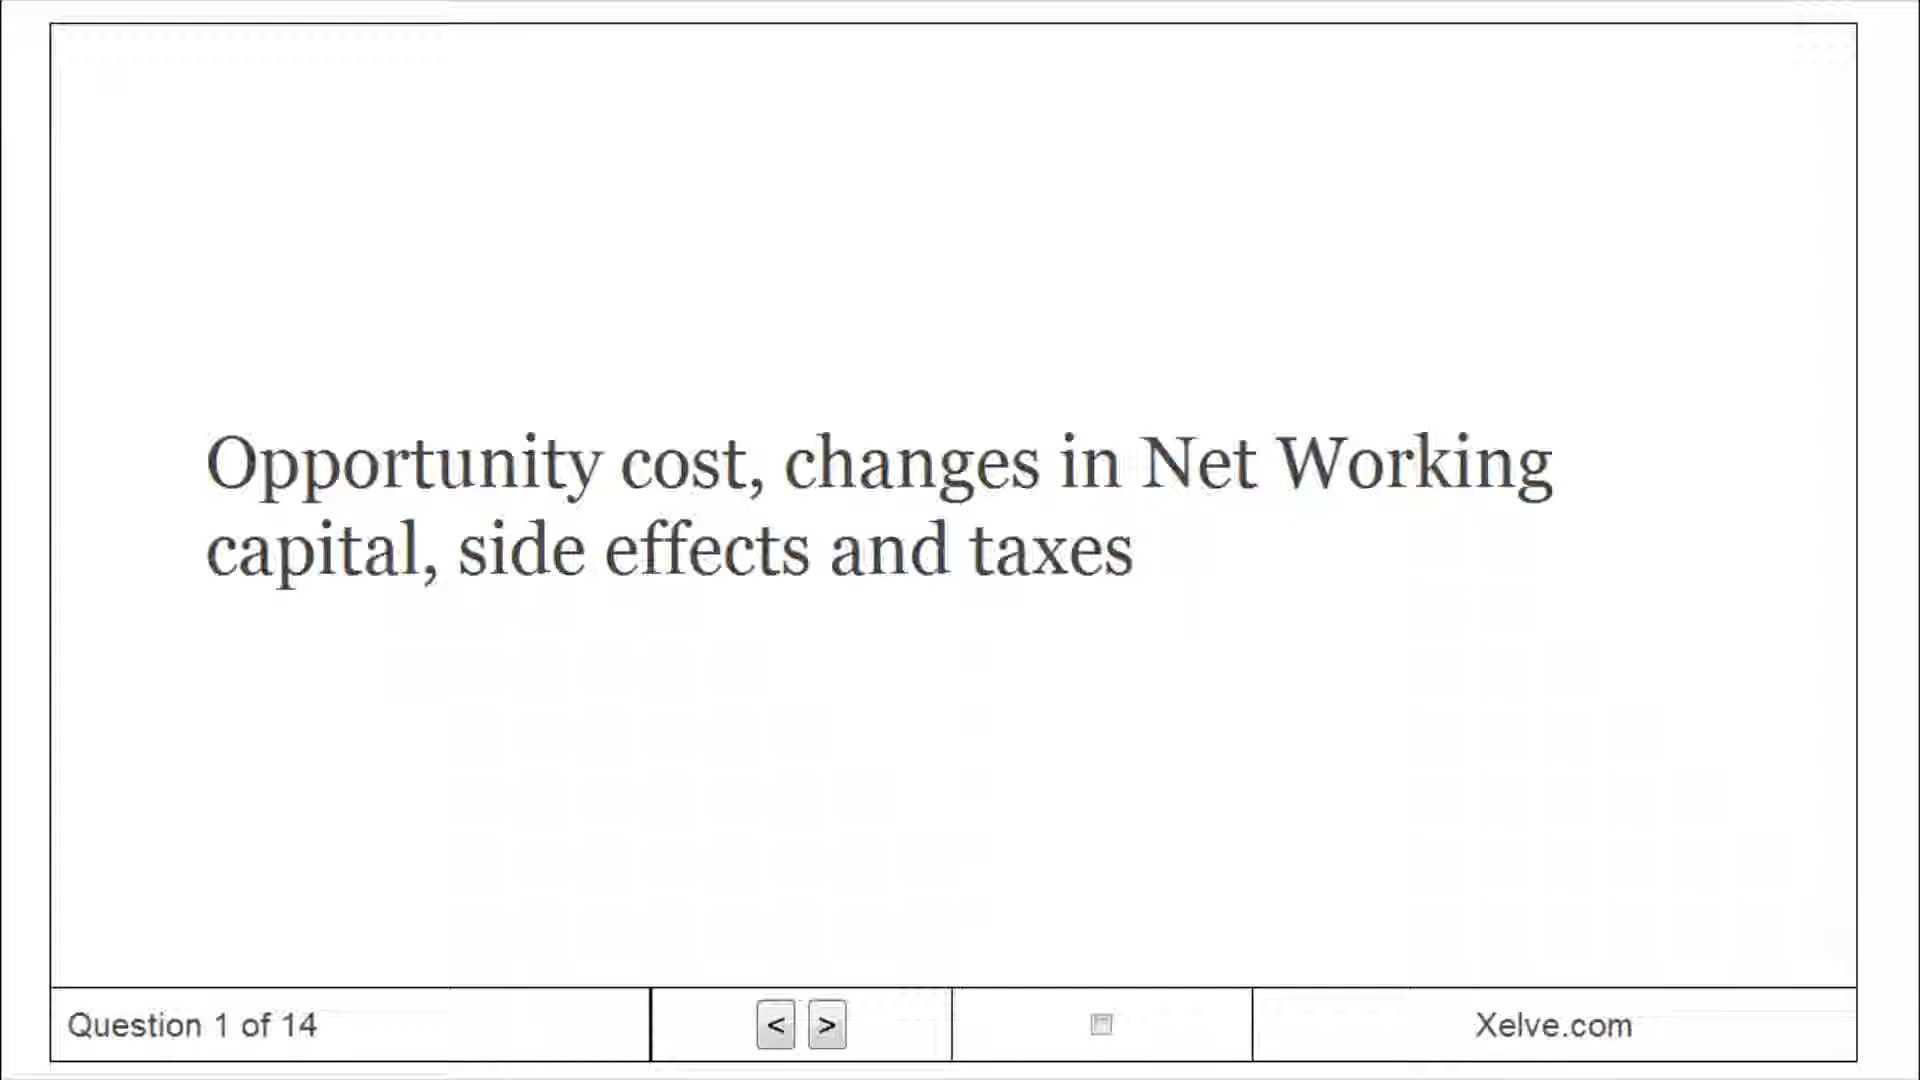 Opportunity cost, changes in Net Working
capital, side effects and taxes
Question 1 of 14
<
>
Xelve.com